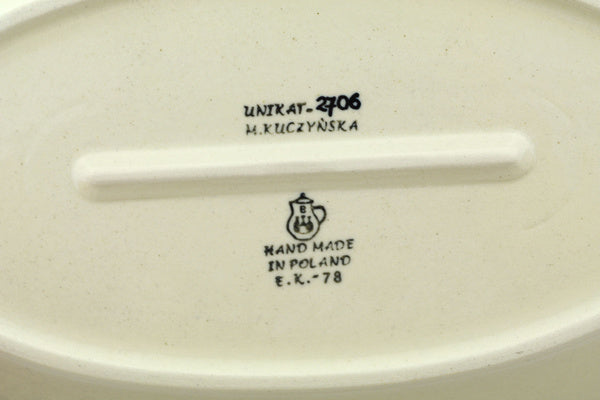 UNIKAT-2706
M.KUCZYŃSKA
B
HAND MADE
IN POLAND
E.K.-78